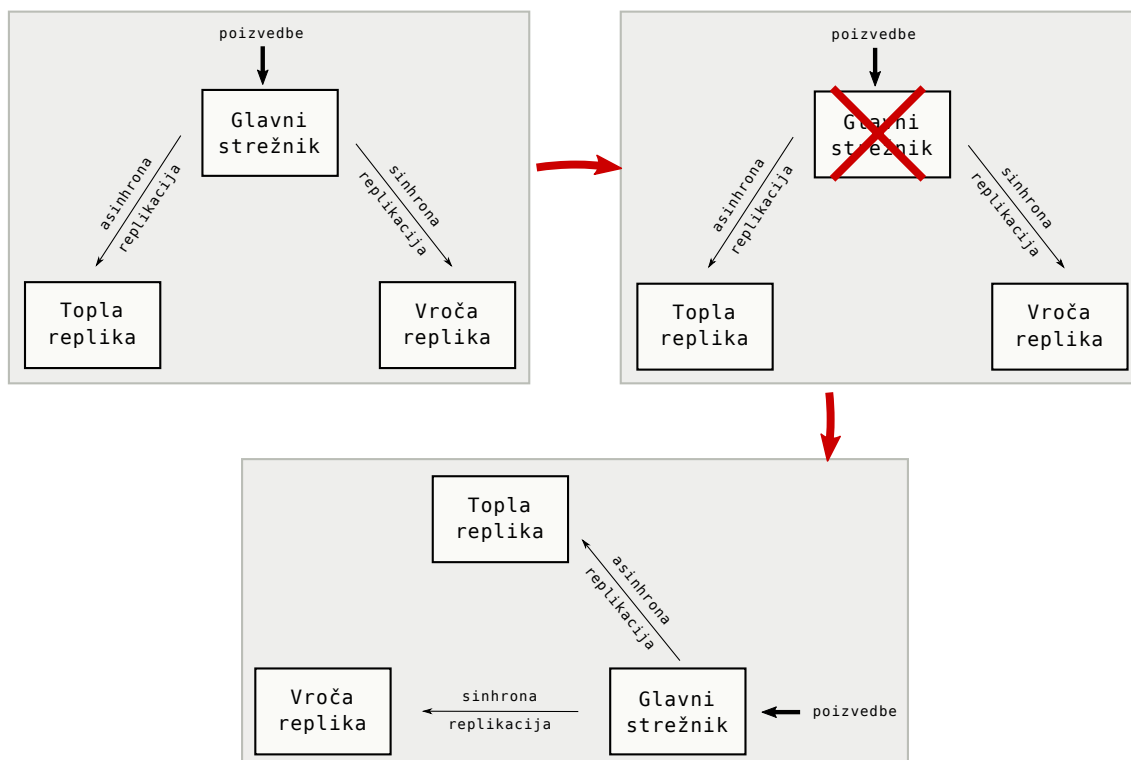 poizvedbe
Glavni
strežnik
asinhrona
replikacija
sinhrona
replikacija
Topla
replika
Vroča
replika
poizvedbe
Glavni
strežnik
asinhrona
replikacija
sinhrona
replikacija
Topla
replika
Vroča
replika
Topla
replika
asinhrona
replikacija
Vroča
replika
sinhrona
replikacija
Glavni
strežnik
poizvedbe